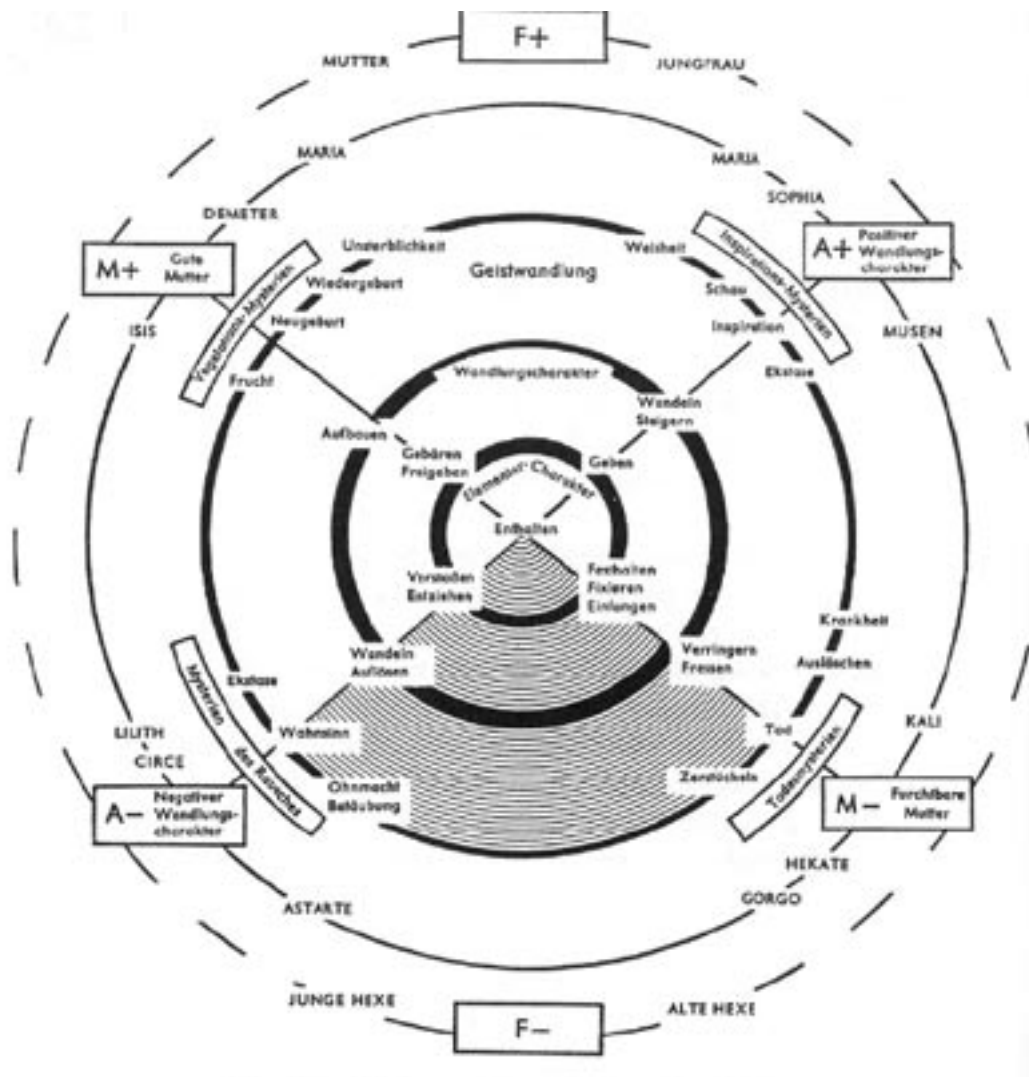 F+
MUTTER
JUNGFRAU
MARIA
MARIA
SOPHIA
DEMETER
M+
Gute
Mutter
A+
Positiver
Wandlungs-
charakter
Vegetations-Mysterien
Inspirations-Mysterien
Unsterblichkeit
Weisheit
Geistwandlung
Wiedergeburt
Schau
Neugeburt
Inspiration
ISIS
MUSEN
Frucht
Ekstase
Wandlungscharakter
Aufbauen
Wandeln
Steigern
Gebären
Freigeben
Geben
Elementar-Charakter
Enthalten
Verstoßen
Entziehen
Festhalten
Fixieren
Einfangen
Krankheit
Wandeln
Auflösen
Verringern
Fressen
Auslöschen
Ekstase
Mysterien
des Rausches
Wahnsinn
Tod
Todesmysterien
LILITH
CIRCE
KALI
Ohnmacht
Betäubung
Zerstückeln
A−
Negativer
Wandlungs-
charakter
M−
Furchtbare
Mutter
HEKATE
GORGO
ASTARTE
JUNGE HEXE
F−
ALTE HEXE